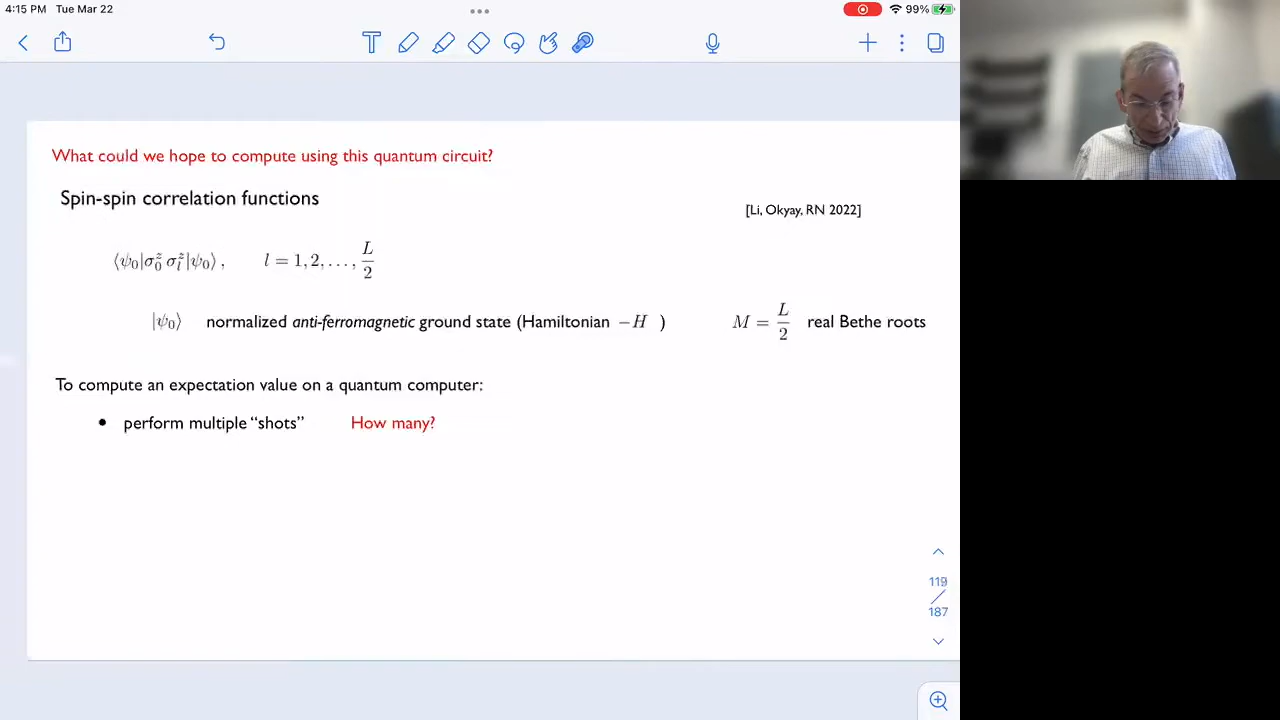 4:15 PM Tue Mar 22
99%
What could we hope to compute using this quantum circuit?
Spin-spin correlation functions
[Li, Okyay, RN 2022]
⟨ψ₀|σ₀ᶻ σₗᶻ|ψ₀⟩ , l = 1, 2, . . . , L/2
|ψ₀⟩ normalized anti-ferromagnetic ground state (Hamiltonian −H ) M = L/2 real Bethe roots
To compute an expectation value on a quantum computer:
• perform multiple “shots” How many?
119
/
187